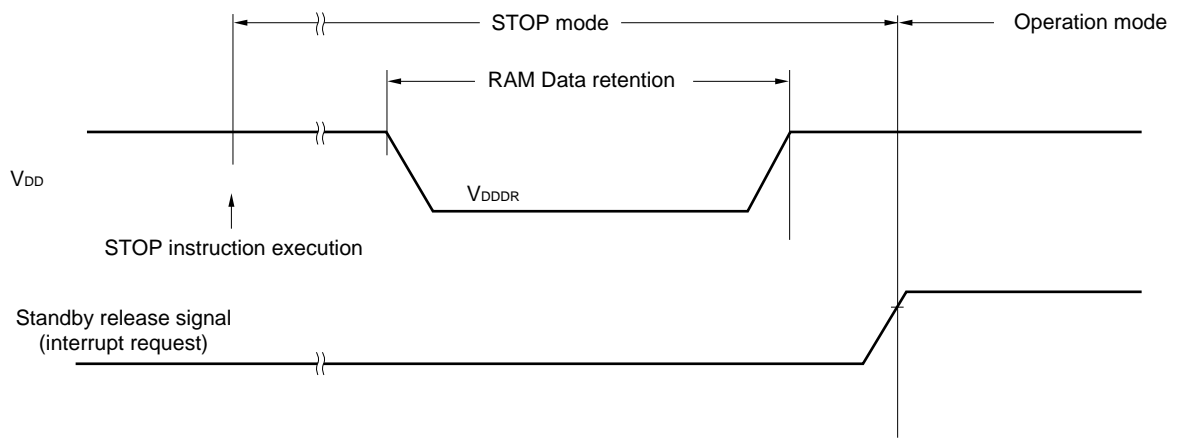 STOP mode
Operation mode
RAM Data retention
VDD
VDDDR
STOP instruction execution
Standby release signal
(interrupt request)